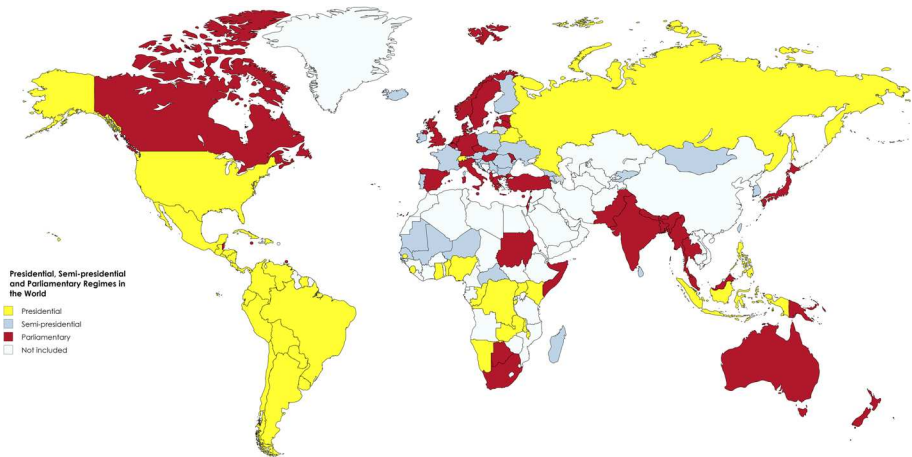 Presidential, Semi-presidential
and Parliamentary Regimes in
the World
Presidential
Semi-presidential
Parliamentary
Not included